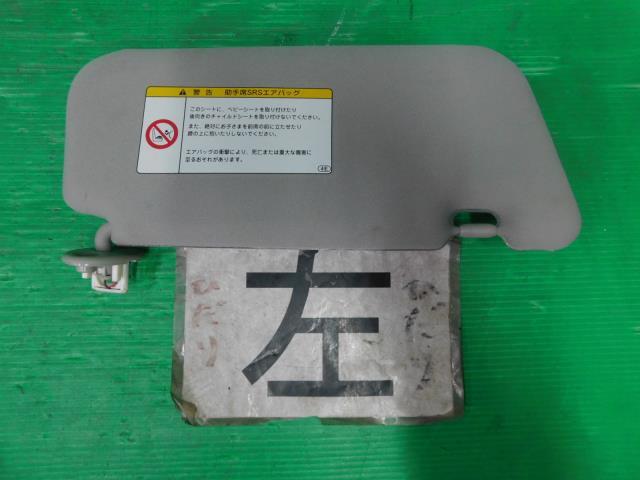 警告 助手席SRSエアバッグ
このシートに、ベビーシートを取り付けたり
後向きのチャイルドシートを取り付けないでください。
また、絶対にお子さまを前席の前に立たせたり
膝の上に抱いたりしないでください。
エアバッグの衝撃により、死亡または重大な傷害に
至るおそれがあります。
左
ひだり
ひだり